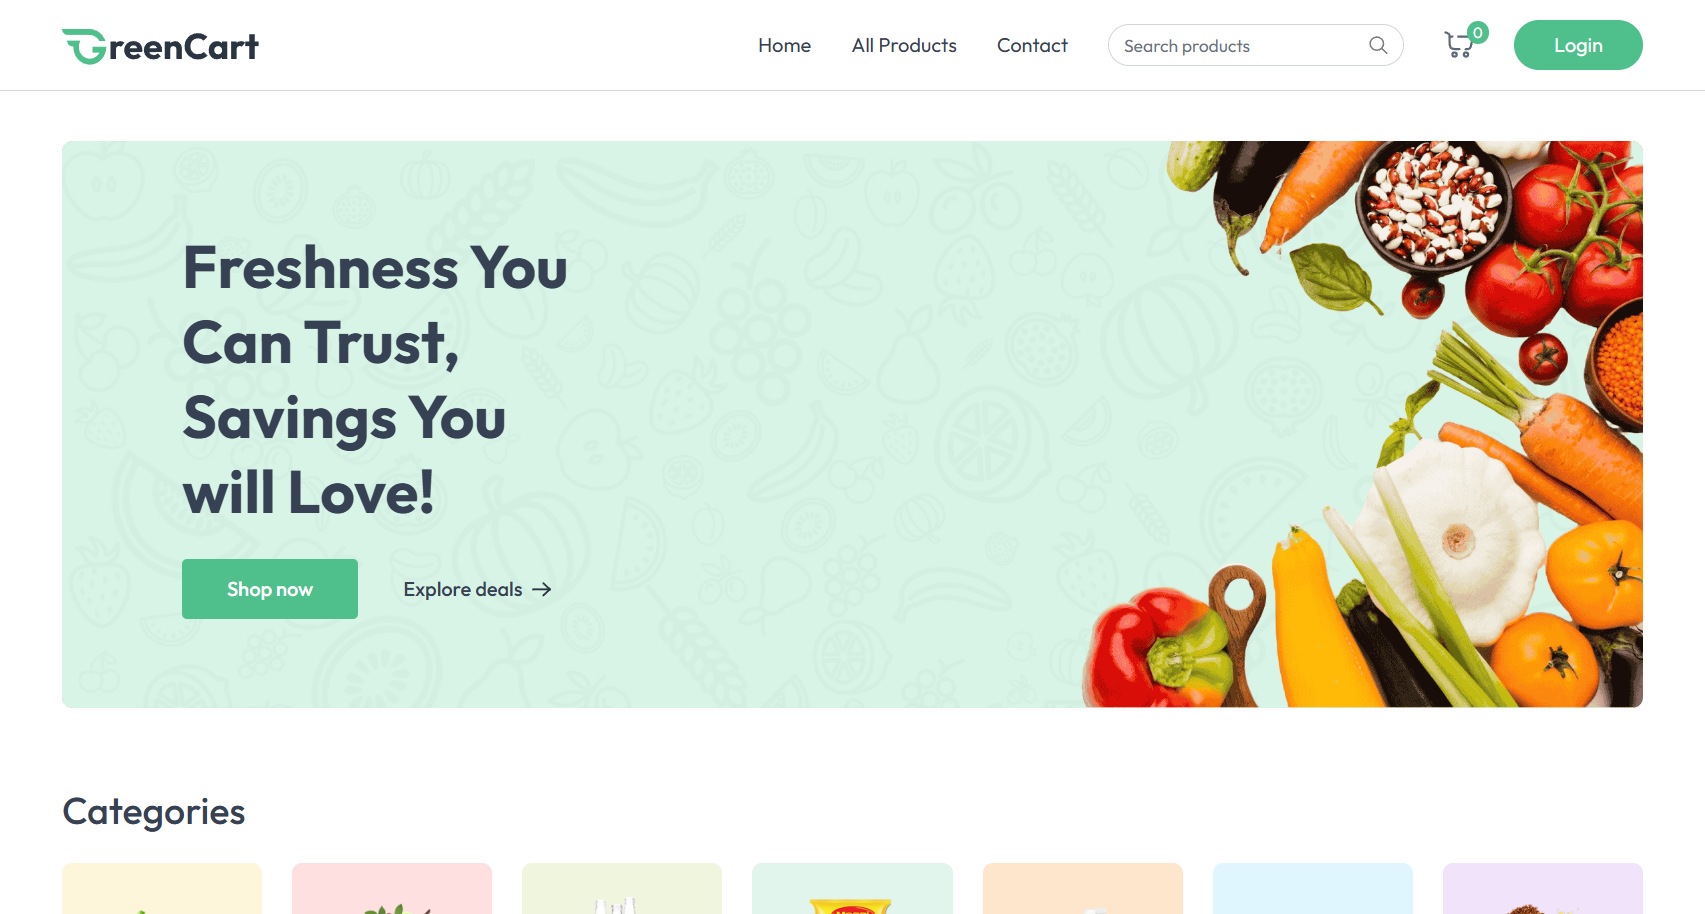 GreenCart
Home
All Products
Contact
Search products
0
Login
Freshness You
Can Trust,
Savings You
will Love!
Shop now
Explore deals
Categories
Maggi